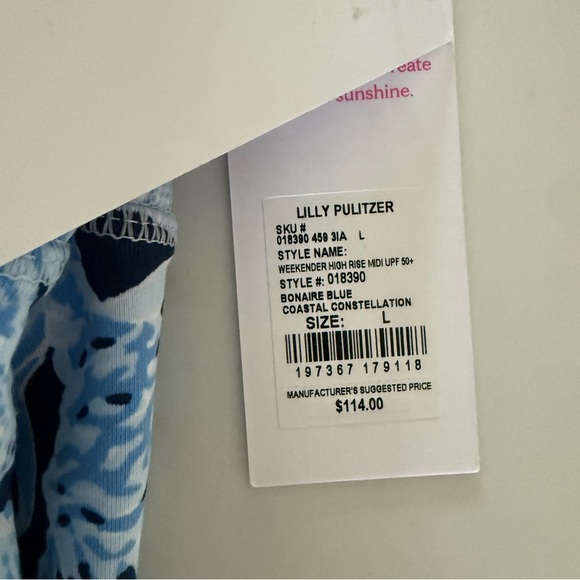 sunshine.
LILLY PULITZER
SKU #
018390 459 3IA L
STYLE NAME:
WEEKENDER HIGH RISE MIDI UPF 50+
STYLE #: 018390
BONAIRE BLUE
COASTAL CONSTELLATION
SIZE: L
197367 179118
MANUFACTURER'S SUGGESTED PRICE
$114.00